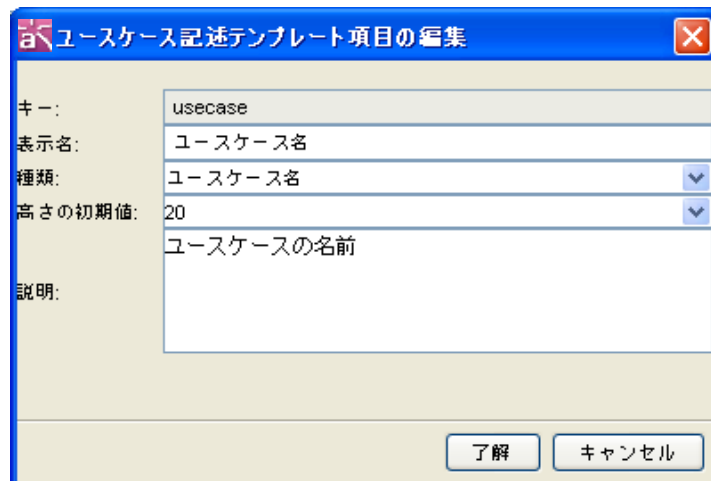 ユースケース記述テンプレート項目の編集
キー: usecase
表示名: ユースケース名
種類: ユースケース名
高さの初期値: 20
説明: ユースケースの名前
了解 キャンセル